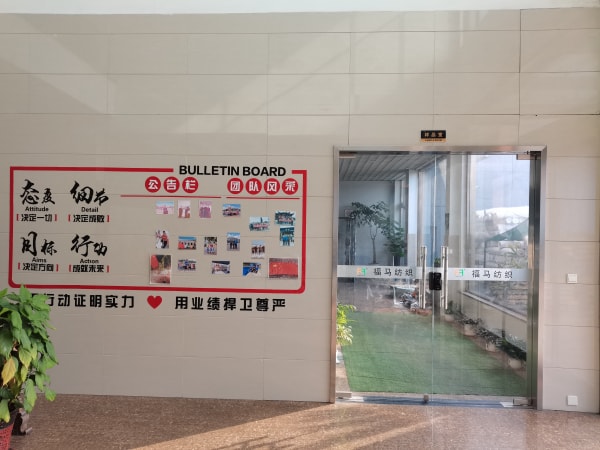 BULLETIN BOARD
公告栏 团队风采
态度 细节
Attitude Detail
决定一切 决定成败
目标 行动
Aims Action
决定方向 成就未来
行动证明实力 用业绩捍卫尊严
样品室
福马纺织 福马纺织